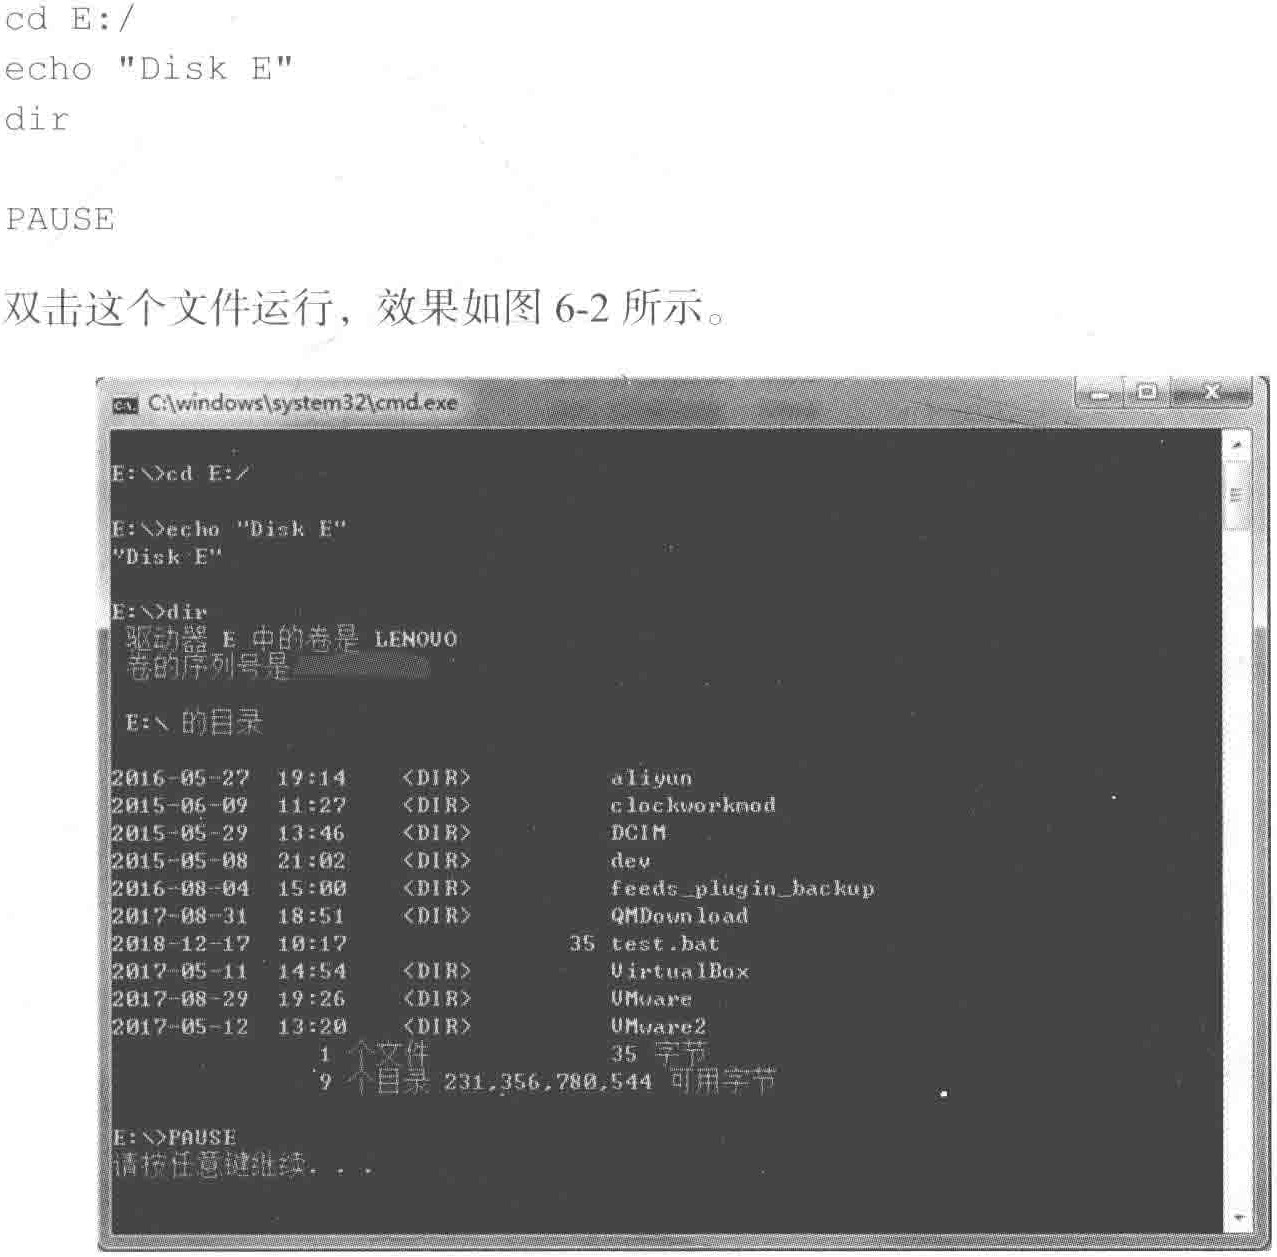 cd E:/
echo "Disk E"
dir
PAUSE
双击这个文件运行，效果如图 6-2 所示。
C:\windows\system32\cmd.exe
E:\>cd E:/
E:\>echo "Disk E"
"Disk E"
E:\>dir
驱动器 E 中的卷是 LENOVO
卷的序列号是
E:\ 的目录
2016-05-27 19:14 <DIR> aliyun
2015-06-09 11:27 <DIR> clockworkmod
2015-05-29 13:46 <DIR> DCIM
2015-05-08 21:02 <DIR> dev
2016-08-04 15:00 <DIR> feeds_plugin_backup
2017-08-31 18:51 <DIR> QMDownload
2018-12-17 10:17 35 test.bat
2017-05-11 14:54 <DIR> VirtualBox
2017-08-29 19:26 <DIR> VMware
2017-05-12 13:20 <DIR> VMware2
1 个文件 35 字节
9 个目录 231,356,780,544 可用字节
E:\>PAUSE
请按任意键继续. . .